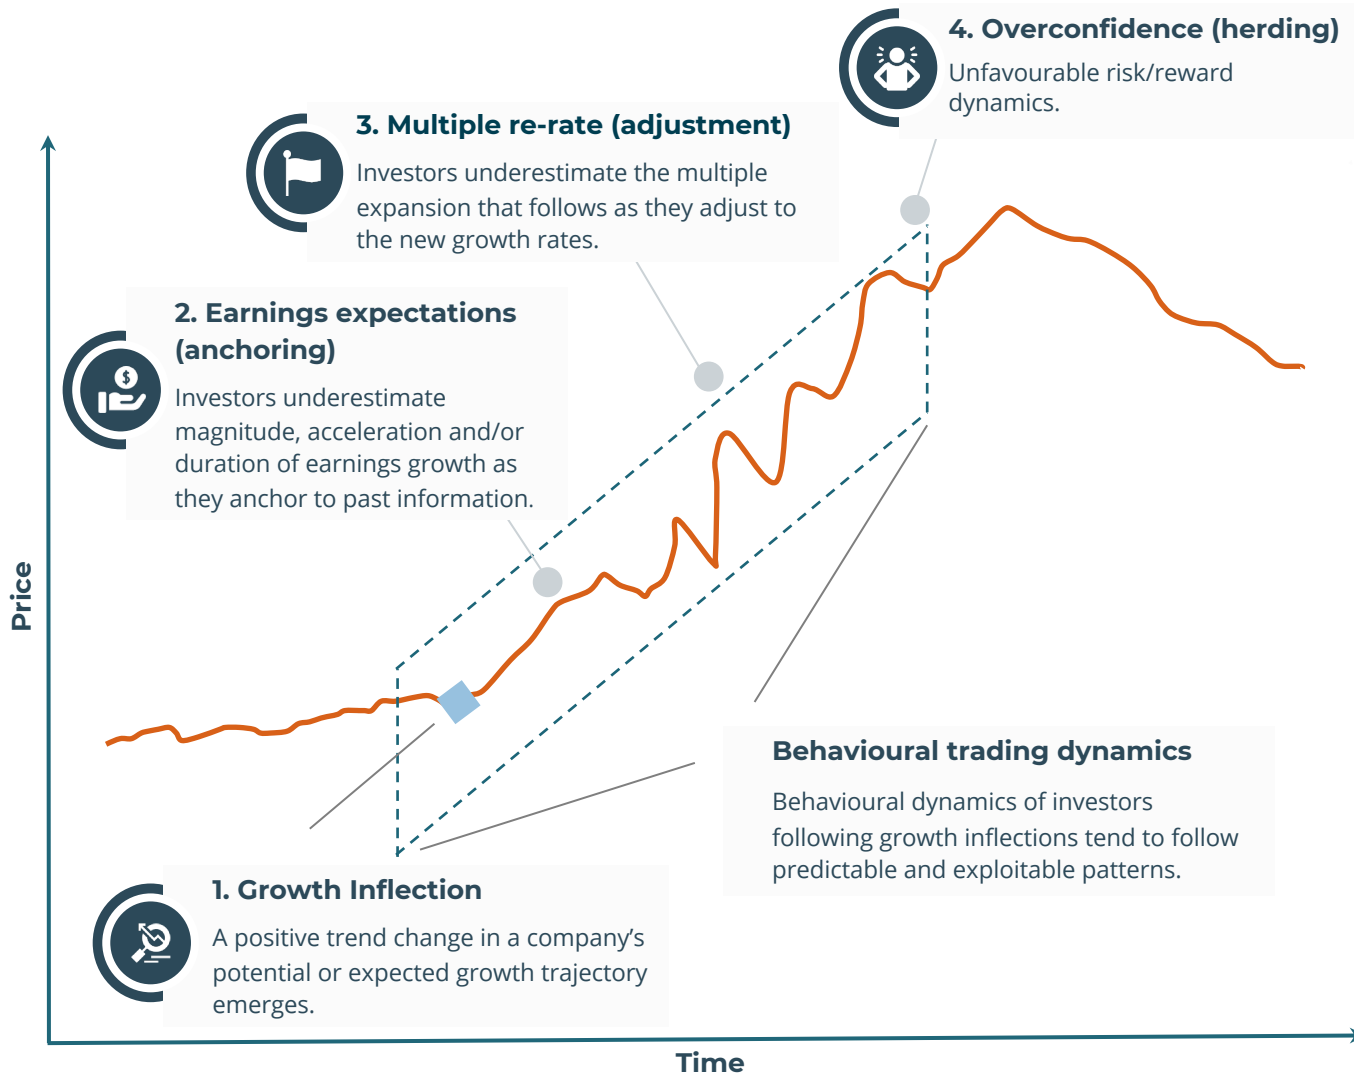 4. Overconfidence (herding)
Unfavourable risk/reward
dynamics.
3. Multiple re-rate (adjustment)
Investors underestimate the multiple
expansion that follows as they adjust to
the new growth rates.
2. Earnings expectations
(anchoring)
$
Investors underestimate
magnitude, acceleration and/or
duration of earnings growth as
they anchor to past information.
Price
Behavioural trading dynamics
Behavioural dynamics of investors
following growth inflections tend to follow
predictable and exploitable patterns.
1. Growth Inflection
A positive trend change in a company’s
potential or expected growth trajectory
emerges.
Time